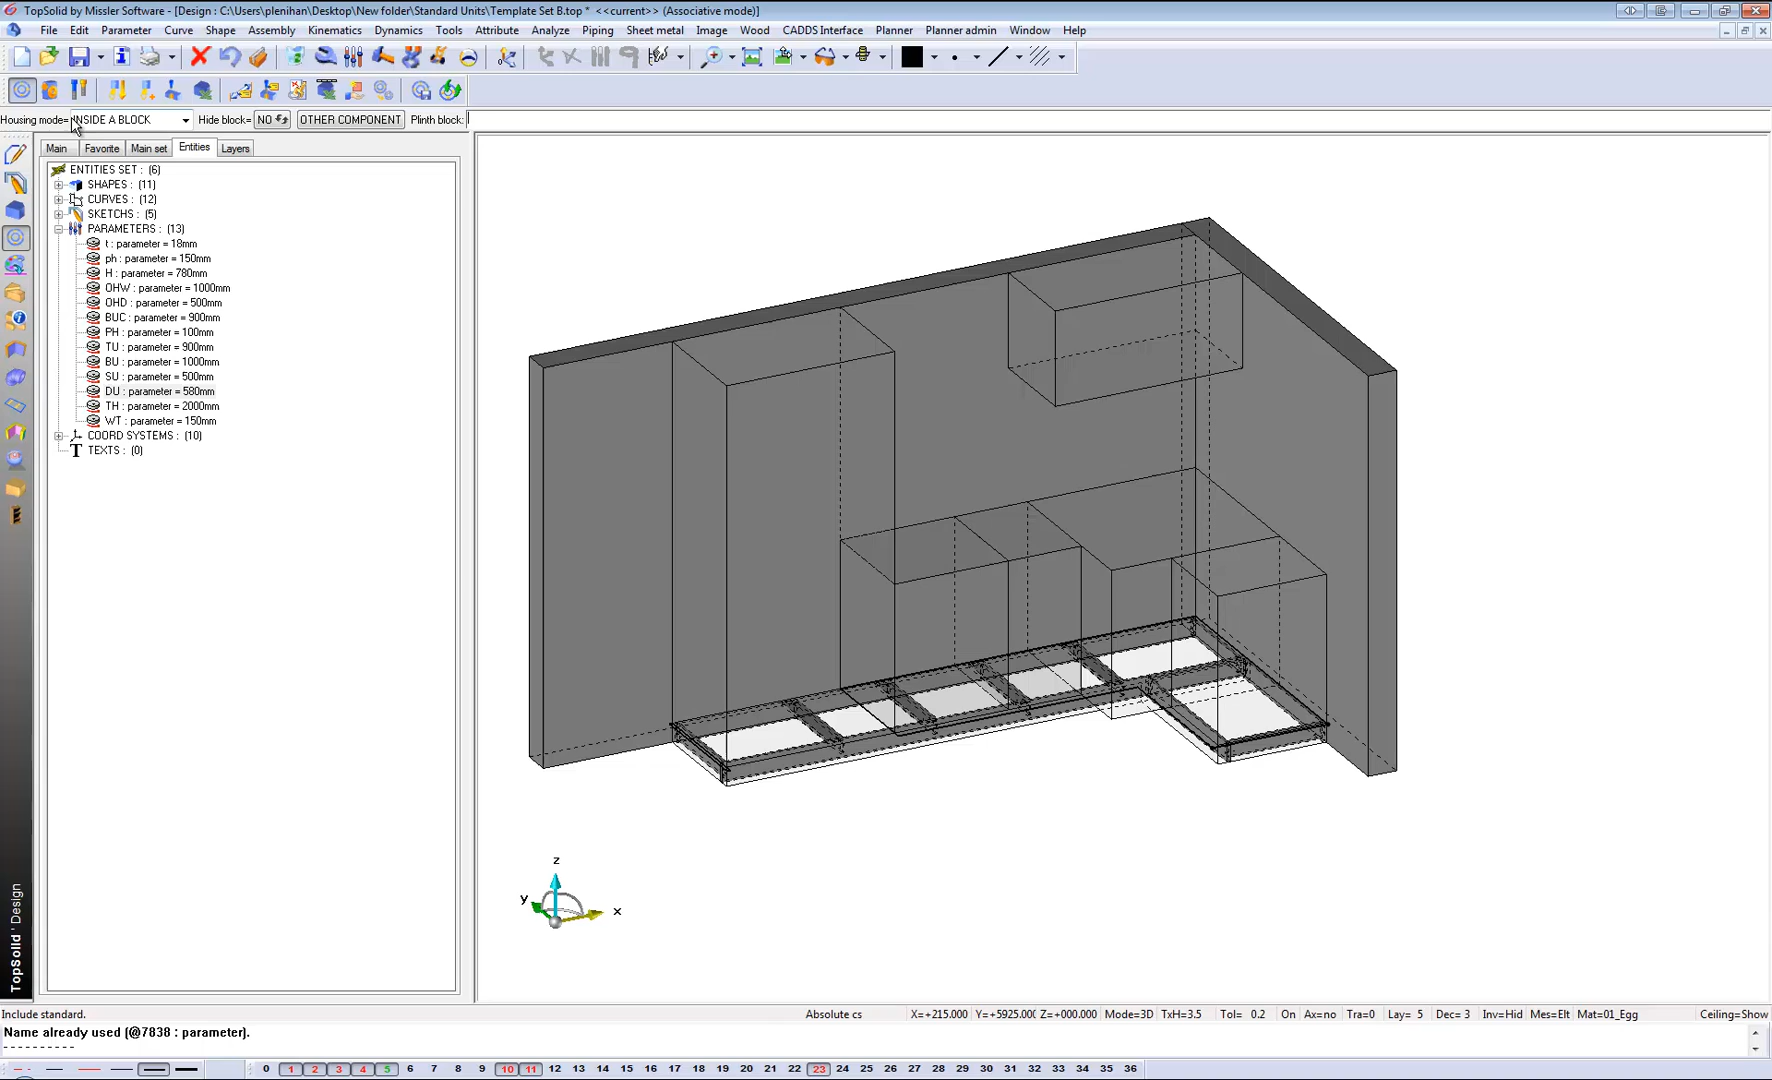 TopSolid by Missler Software - [Design : C:\Users\plenihan\Desktop\New folder\Standard Units\Template Set B.top *  <<current>> (Associative mode)]
File Edit Parameter Curve Shape Assembly Kinematics Dynamics Tools Attribute Analyze Piping Sheet metal Image Wood CADDS Interface Planner Planner admin Window Help
Housing mode= INSIDE A BLOCK Hide block= NO OTHER COMPONENT Plinth block:
Main Favorite Main set Entities Layers
ENTITIES SET : (6)
SHAPES : (11)
CURVES : (12)
SKETCHS : (5)
PARAMETERS : (13)
t : parameter = 18mm
ph : parameter = 150mm
H : parameter = 780mm
OHW : parameter = 1000mm
OHD : parameter = 500mm
BUC : parameter = 900mm
PH : parameter = 100mm
TU : parameter = 900mm
BU : parameter = 1000mm
SU : parameter = 500mm
DU : parameter = 580mm
TH : parameter = 2000mm
WT : parameter = 150mm
COORD SYSTEMS : (10)
TEXTS : (0)
z
y
x
TopSolid'Design
Include standard. Absolute cs X=+215.000 Y=+5925.000 Z=+000.000 Mode=3D TxH=3.5 Tol= 0.2 On Ax=no Tra=0 Lay= 5 Dec= 3 Inv=Hid Mes=Elt Mat=01_Egg Ceiling=Show
Name already used (@7838 : parameter).
----------
0 1 2 3 4 5 6 7 8 9 10 11 12 13 14 15 16 17 18 19 20 21 22 23 24 25 26 27 28 29 30 31 32 33 34 35 36